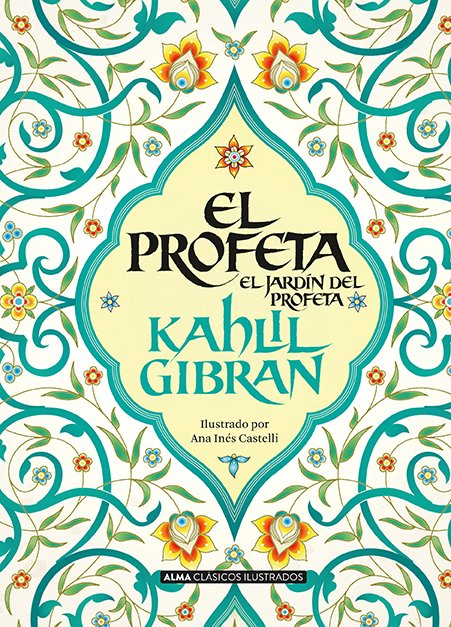 EL
PROFETA
EL JARDÍN DEL
PROFETA
KAHLIL
GIBRAN
Ilustrado por
Ana Inés Castelli
ALMA CLÁSICOS ILUSTRADOS